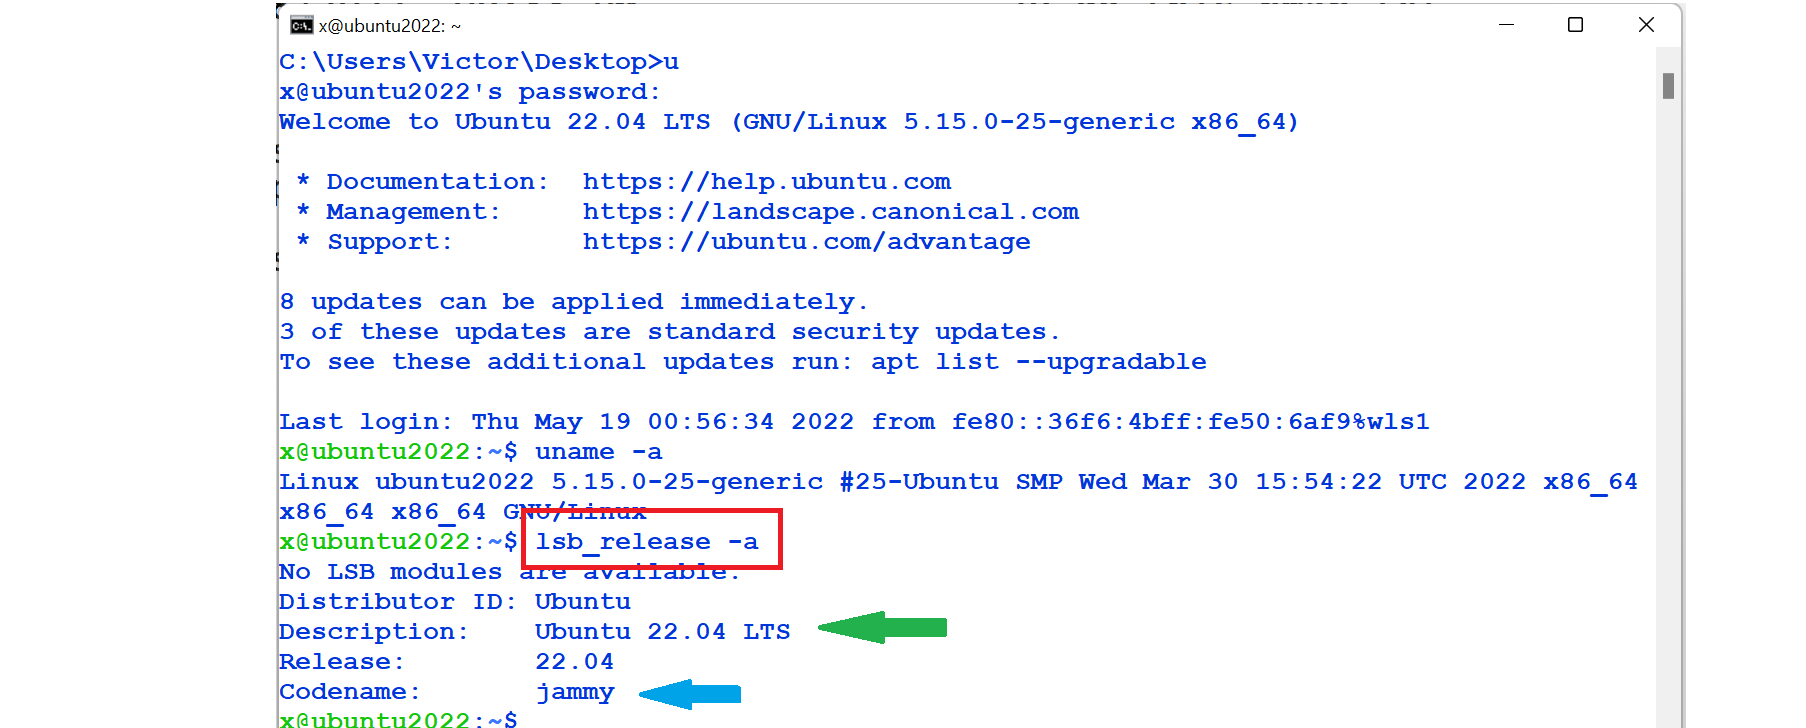 x@ubuntu2022: ~
C:\Users\Victor\Desktop>u
x@ubuntu2022's password:
Welcome to Ubuntu 22.04 LTS (GNU/Linux 5.15.0-25-generic x86_64)
* Documentation:  https://help.ubuntu.com
* Management:     https://landscape.canonical.com
* Support:        https://ubuntu.com/advantage
8 updates can be applied immediately.
3 of these updates are standard security updates.
To see these additional updates run: apt list --upgradable
Last login: Thu May 19 00:56:34 2022 from fe80::36f6:4bff:fe50:6af9%wls1
x@ubuntu2022:~$ uname -a
Linux ubuntu2022 5.15.0-25-generic #25-Ubuntu SMP Wed Mar 30 15:54:22 UTC 2022 x86_64
x86_64 x86_64 GNU/Linux
x@ubuntu2022:~$ lsb_release -a
No LSB modules are available.
Distributor ID: Ubuntu
Description:    Ubuntu 22.04 LTS
Release:        22.04
Codename:       jammy
x@ubuntu2022:~$